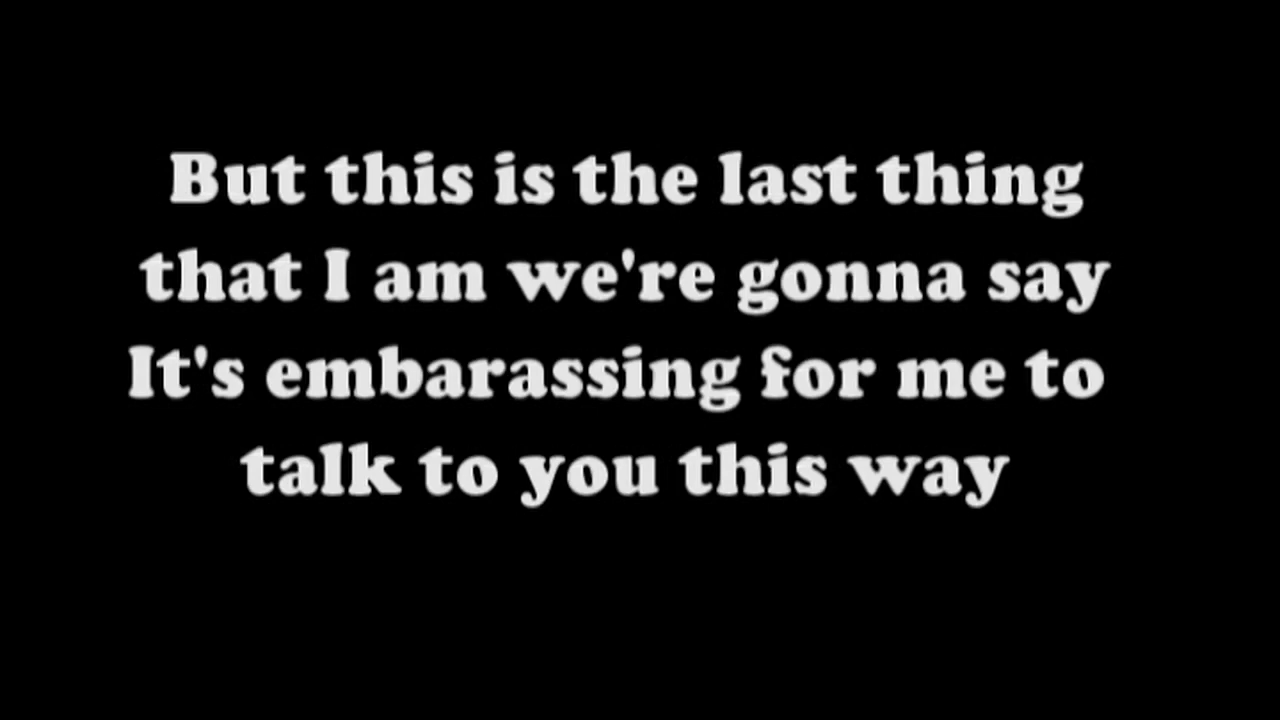 But this is the last thing
that I am we're gonna say
It's embarassing for me to
talk to you this way